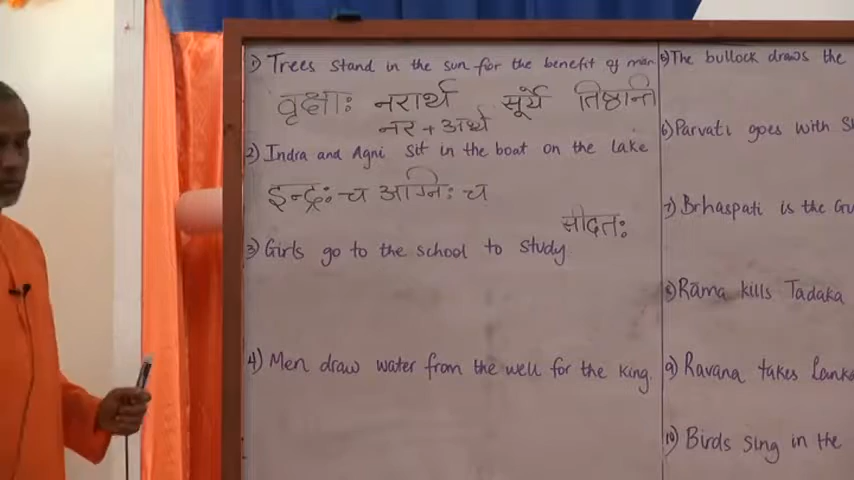 1) Trees stand in the sun for the benefit of man
वृक्षाः नरार्थं सूर्ये तिष्ठन्ति
नर + अर्थ
2) Indra and Agni sit in the boat on the lake
इन्द्रः च अग्निः च
सीदतः
3) Girls go to the school to study
4) Men draw water from the well for the king.
5) The bullock draws the
6) Parvati goes with
7) Brhaspati is the
8) Rāma kills Tadaka
9) Ravana takes
10) Birds sing in the